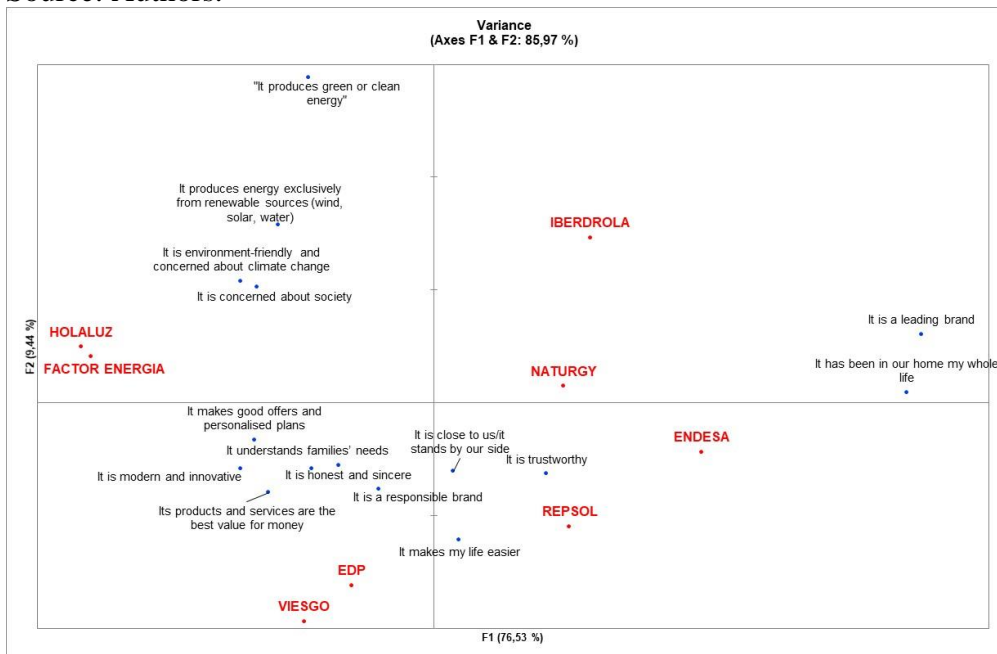 Source: Authors.
Variance
(Axes F1 & F2: 85,97 %)
"It produces green or clean
energy"
It produces energy exclusively
from renewable sources (wind,
solar, water)
IBERDROLA
It is environment-friendly and
concerned about climate change
It is concerned about society
It is a leading brand
HOLALUZ
FACTOR ENERGIA
NATURGY
It has been in our home my whole
life
F2 (9,44 %)
It makes good offers and
personalised plans
It understands families' needs
It is close to us/it
stands by our side
ENDESA
It is modern and innovative
It is honest and sincere
It is trustworthy
It is a responsible brand
Its products and services are the
best value for money
REPSOL
It makes my life easier
EDP
VIESGO
F1 (76,53 %)